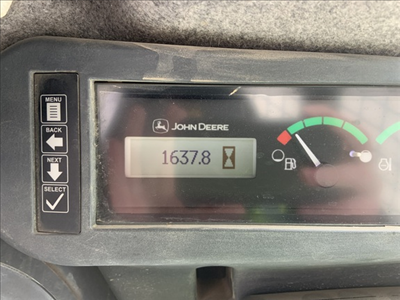 MENU
BACK
NEXT
SELECT
JOHN DEERE
1637.8